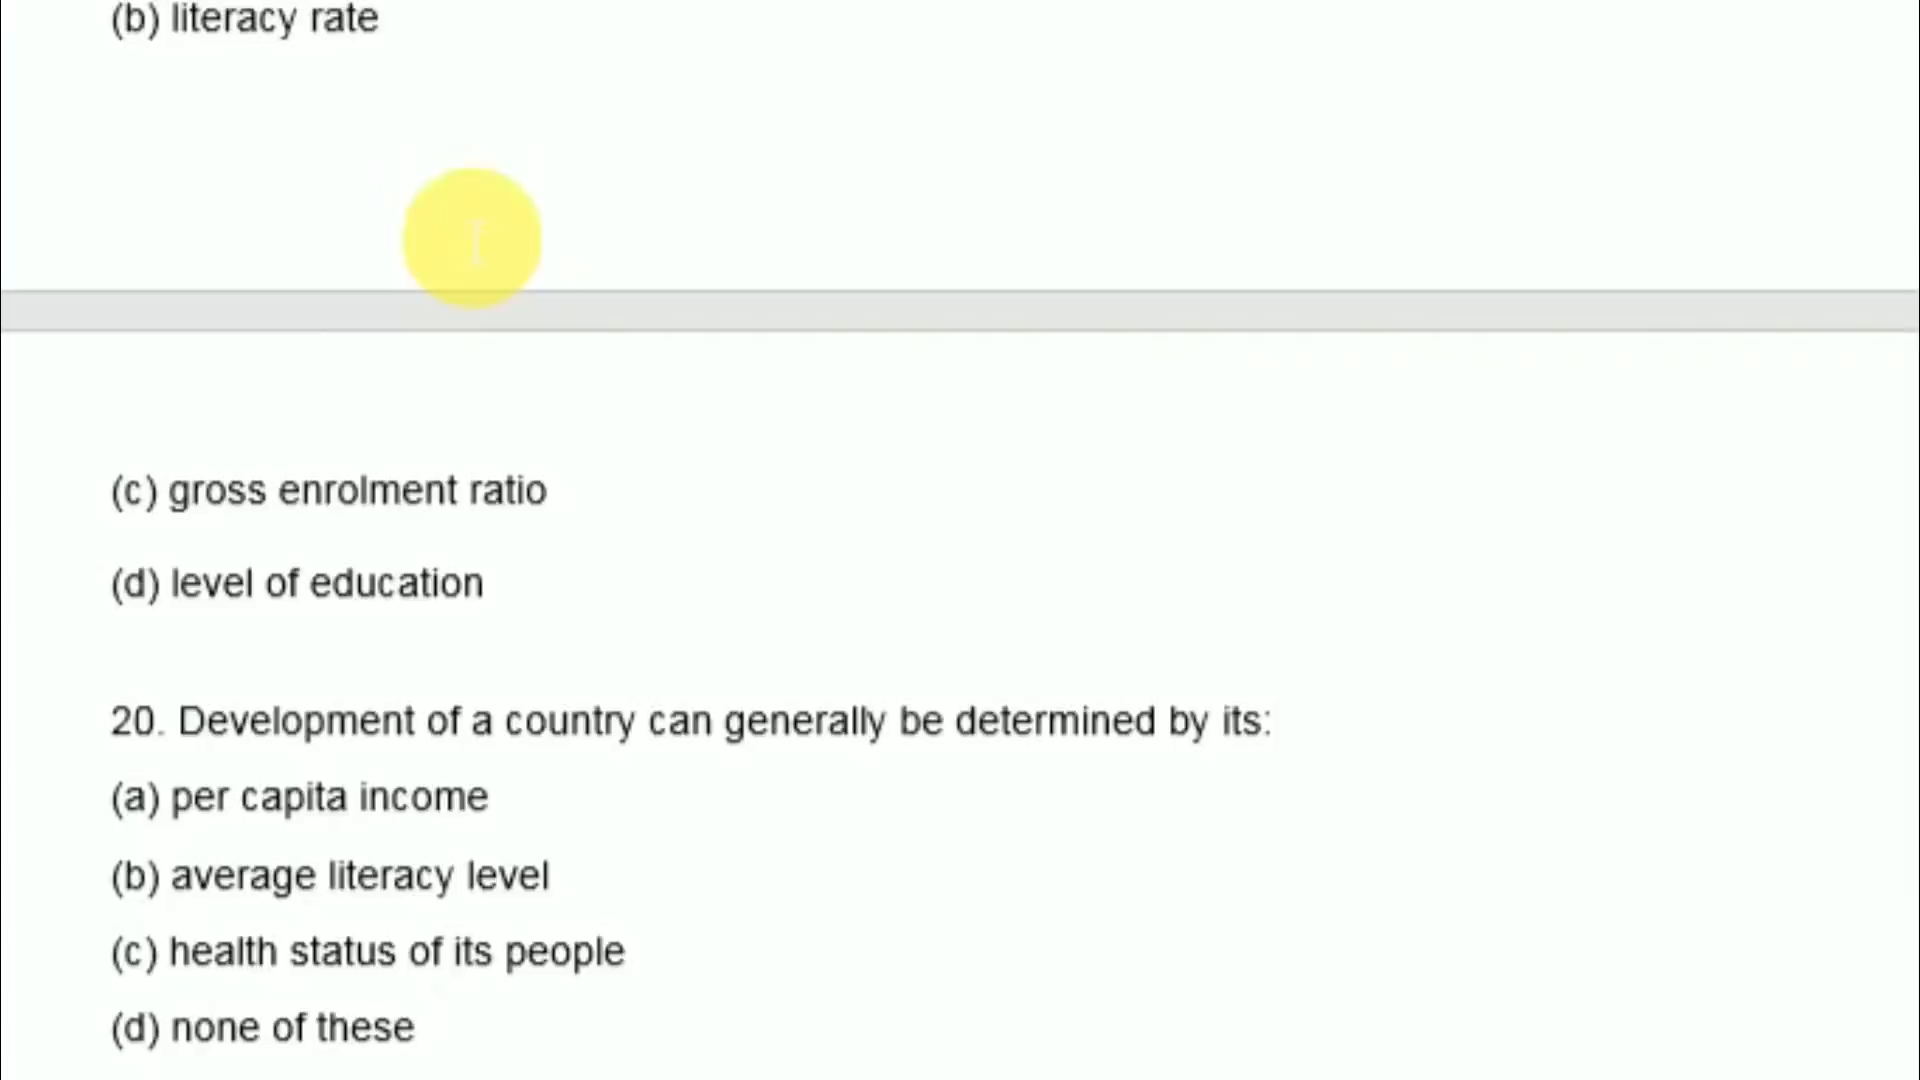 (b) literacy rate
(c) gross enrolment ratio
(d) level of education
20. Development of a country can generally be determined by its:
(a) per capita income
(b) average literacy level
(c) health status of its people
(d) none of these